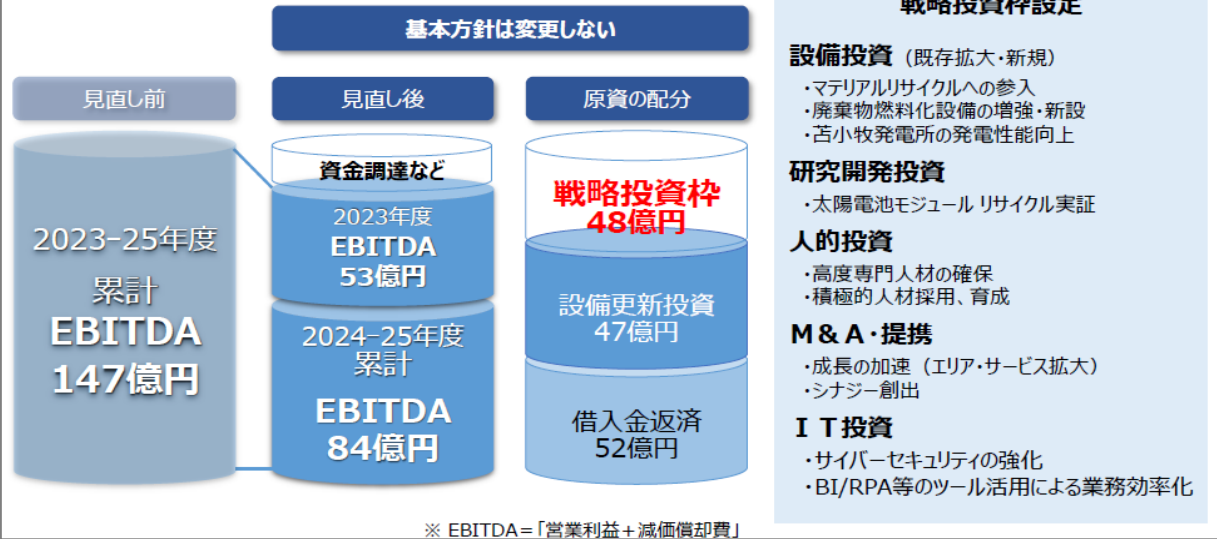 基本方針は変更しない
見直し前
見直し後
原資の配分
2023-25年度
累計
EBITDA
147億円
資金調達など
2023年度
EBITDA
53億円
2024-25年度
累計
EBITDA
84億円
戦略投資枠
48億円
設備更新投資
47億円
借入金返済
52億円
※ EBITDA＝「営業利益＋減価償却費」
戦略投資枠設定
設備投資（既存拡大・新規）
・マテリアルリサイクルへの参入
・廃棄物燃料化設備の増強・新設
・苫小牧発電所の発電性能向上
研究開発投資
・太陽電池モジュール リサイクル実証
人的投資
・高度専門人材の確保
・積極的人材採用、育成
Ｍ＆Ａ・提携
・成長の加速（エリア・サービス拡大）
・シナジー創出
ＩＴ投資
・サイバーセキュリティの強化
・BI/RPA等のツール活用による業務効率化